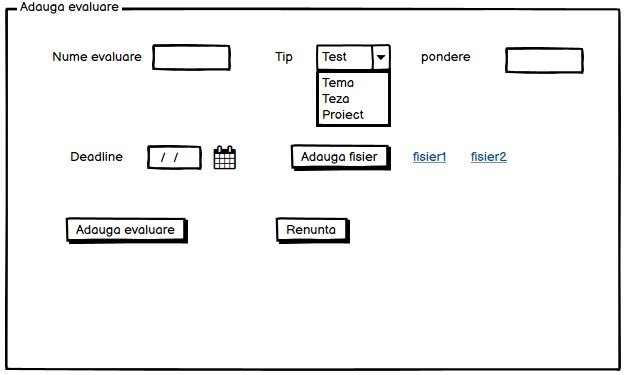 Adauga evaluare
Nume evaluare Tip Test pondere
Tema
Teza
Proiect
Deadline / / Adauga fisier fisier1 fisier2
Adauga evaluare Renunta